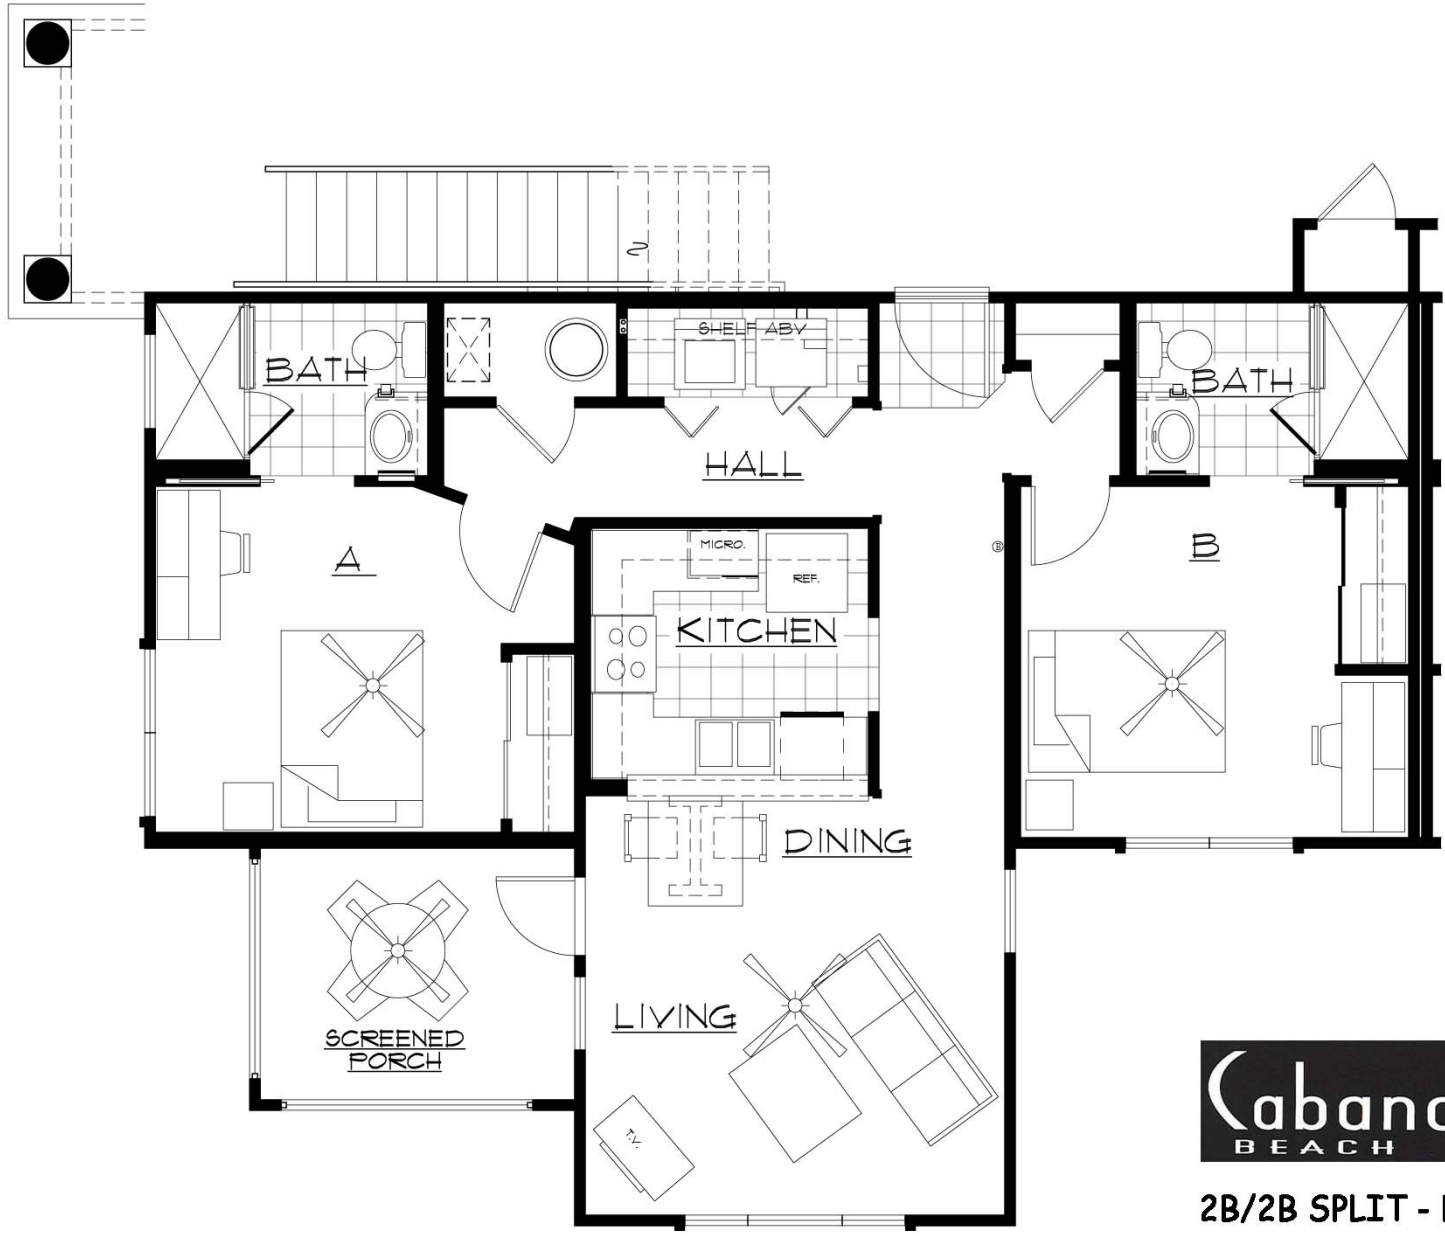 SHELF ABV
BATH
BATH
HALL
A
MICRO.
REF.
B
KITCHEN
DINING
LIVING
SCREENED
PORCH
T.V.
Cabana
BEACH
2B/2B SPLIT -